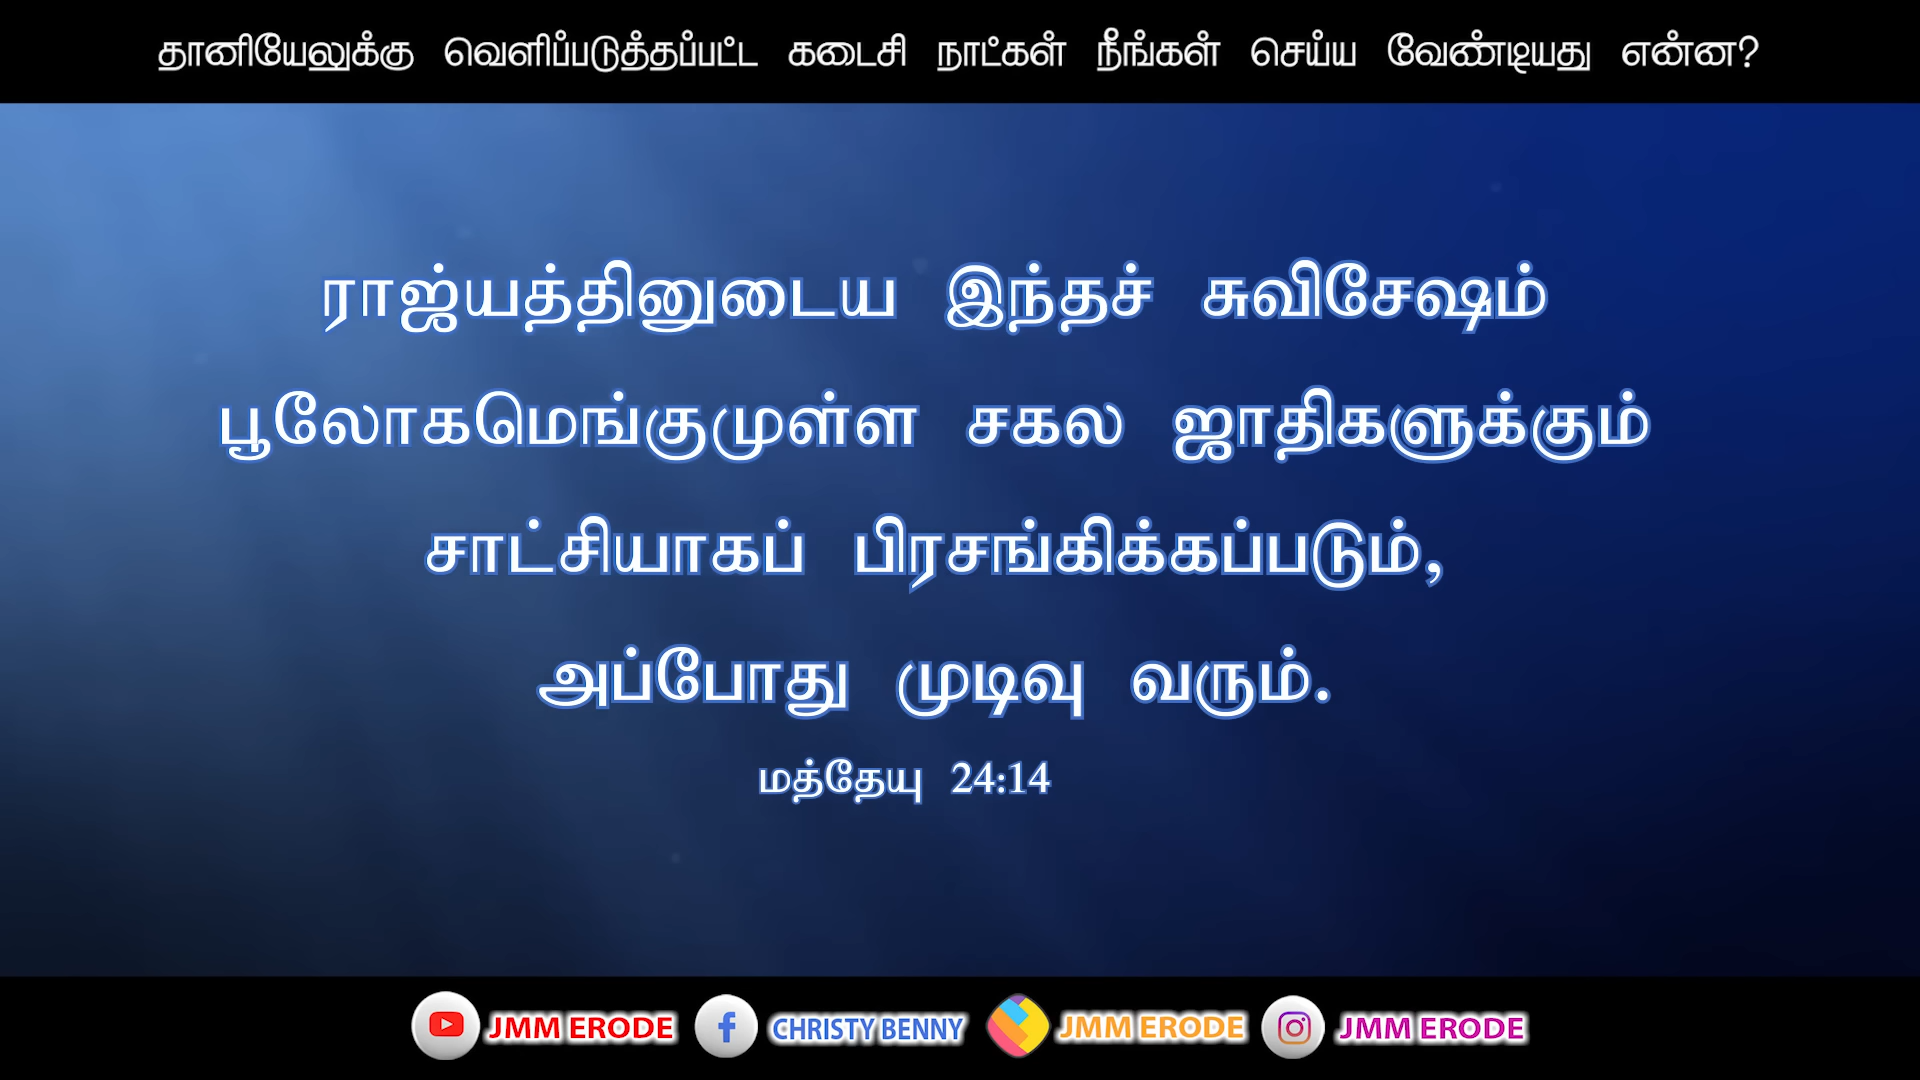 தானியேலுக்கு வெளிப்படுத்தப்பட்ட கடைசி நாட்கள் நீங்கள் செய்ய வேண்டியது என்ன?
ராஜ்யத்தினுடைய இந்தச் சுவிசேஷம்
பூலோகமெங்குமுள்ள சகல ஜாதிகளுக்கும்
சாட்சியாகப் பிரசங்கிக்கப்படும்,
அப்போது முடிவு வரும்.
மத்தேயு 24:14
JMM ERODE CHRISTY BENNY JMM ERODE JMM ERODE